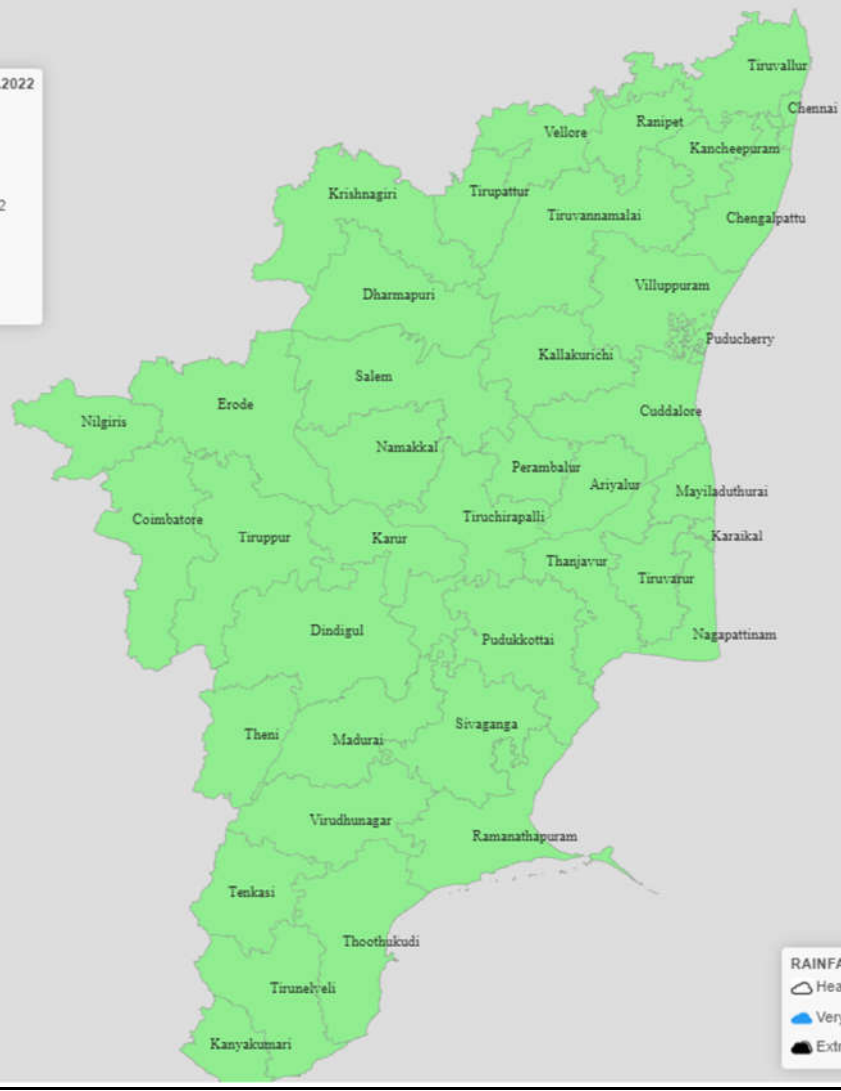 .2022
2
Tiruvallur
Chennai
Ranipet
Vellore
Kancheepuram
Krishnagiri
Tirupattur
Tiruvannamalai
Chengalpattu
Villuppuram
Dharmapuri
Puducherry
Kallakurichi
Salem
Erode
Cuddalore
Nilgiris
Namakkal
Perambalur
Ariyalur
Mayiladuthurai
Coimbatore
Tiruchirapalli
Tiruppur
Karur
Karaikal
Thanjavur
Tiruvarur
Dindigul
Pudukkottai
Nagapattinam
Sivaganga
Theni
Madurai
Virudhunagar
Ramanathapuram
Tenkasi
Thoothukudi
Tirunelveli
Kanyakumari
RAINFA
Hea
Very
Extr